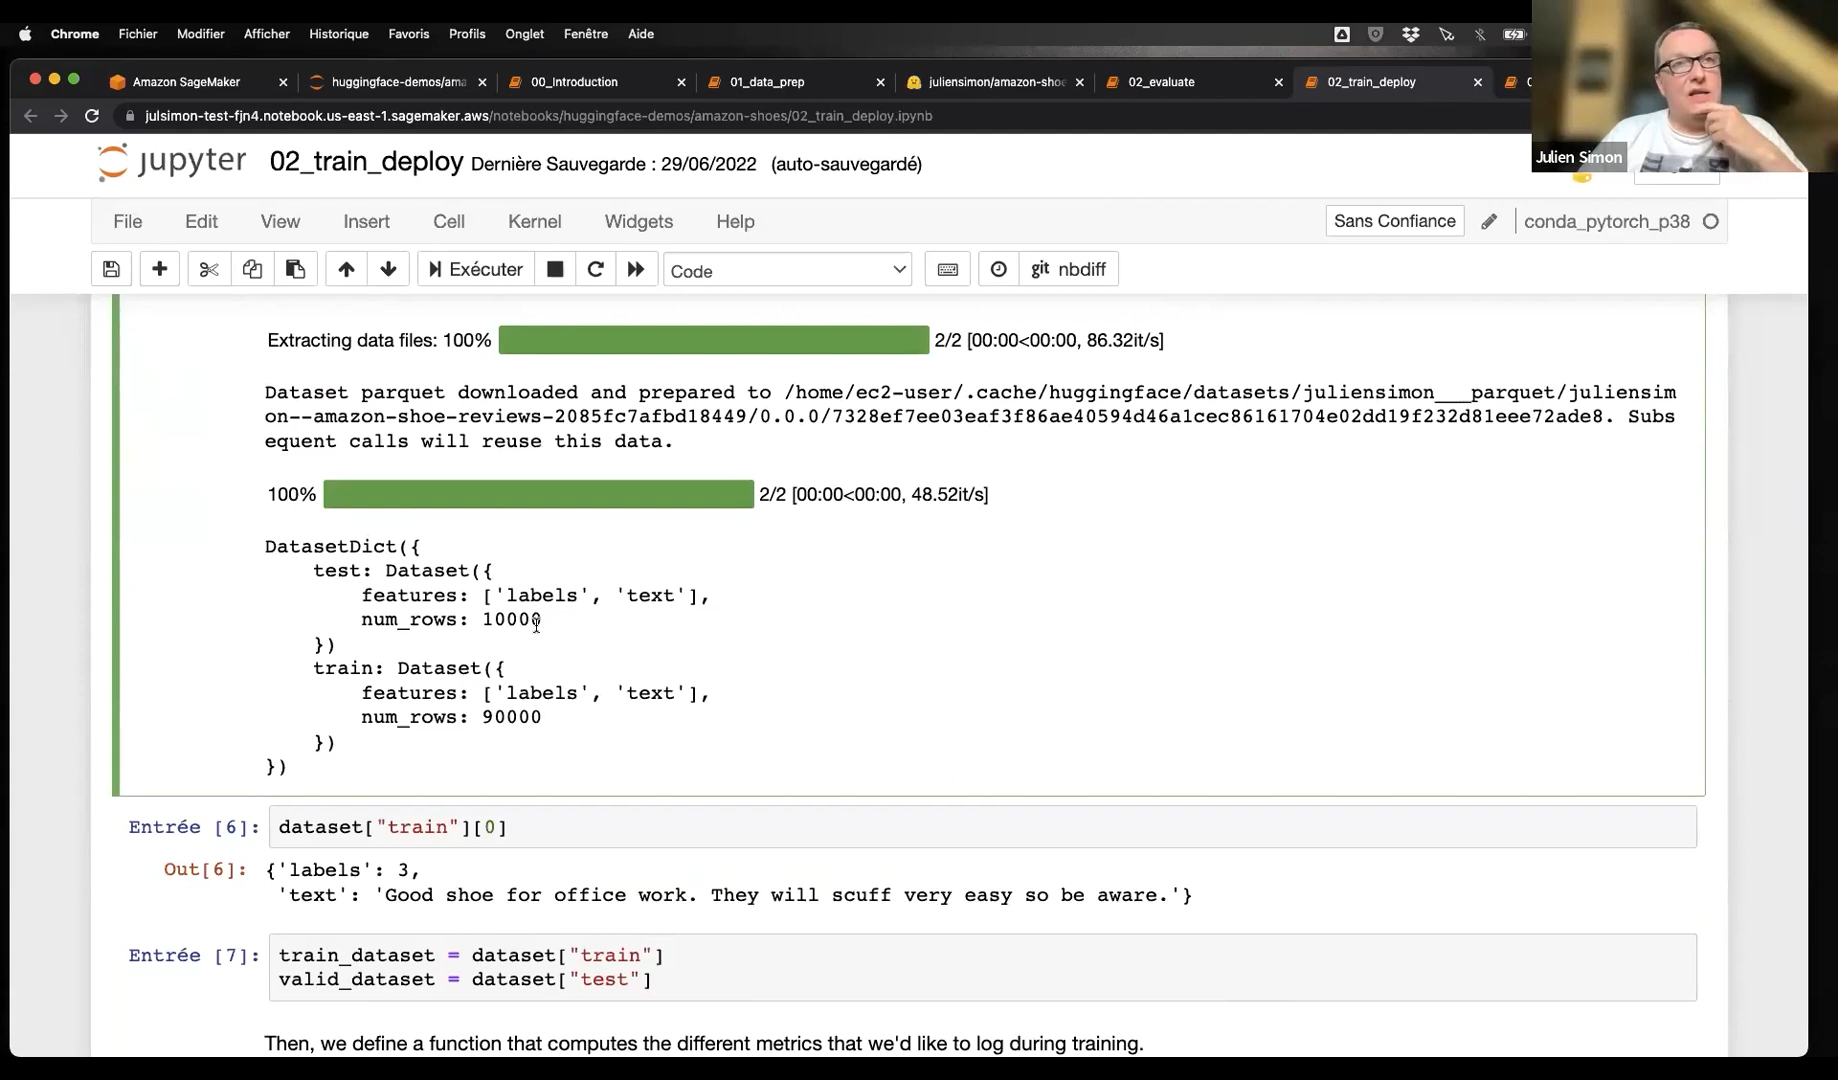 Chrome Fichier Modifier Afficher Historique Favoris Profils Onglet Fenêtre Aide
Amazon SageMaker huggingface-demos/ama 00_Introduction 01_data_prep juliensimon/amazon-shoe 02_evaluate 02_train_deploy
julsimon-test-fjn4.notebook.us-east-1.sagemaker.aws/notebooks/huggingface-demos/amazon-shoes/02_train_deploy.ipynb
Julien Simon
jupyter 02_train_deploy Dernière Sauvegarde : 29/06/2022 (auto-sauvegardé)
File Edit View Insert Cell Kernel Widgets Help Sans Confiance conda_pytorch_p38
Exécuter Code git nbdiff
Extracting data files: 100% 2/2 [00:00<00:00, 86.32it/s]
Dataset parquet downloaded and prepared to /home/ec2-user/.cache/huggingface/datasets/juliensimon___parquet/juliensim
on--amazon-shoe-reviews-2085fc7afbd18449/0.0.0/7328ef7ee03eaf3f86ae40594d46a1cec86161704e02dd19f232d81eee72ade8. Subs
equent calls will reuse this data.
100% 2/2 [00:00<00:00, 48.52it/s]
DatasetDict({
test: Dataset({
features: ['labels', 'text'],
num_rows: 10000
})
train: Dataset({
features: ['labels', 'text'],
num_rows: 90000
})
})
Entrée [6]: dataset["train"][0]
Out[6]: {'labels': 3,
'text': 'Good shoe for office work. They will scuff very easy so be aware.'}
Entrée [7]: train_dataset = dataset["train"]
valid_dataset = dataset["test"]
Then, we define a function that computes the different metrics that we'd like to log during training.